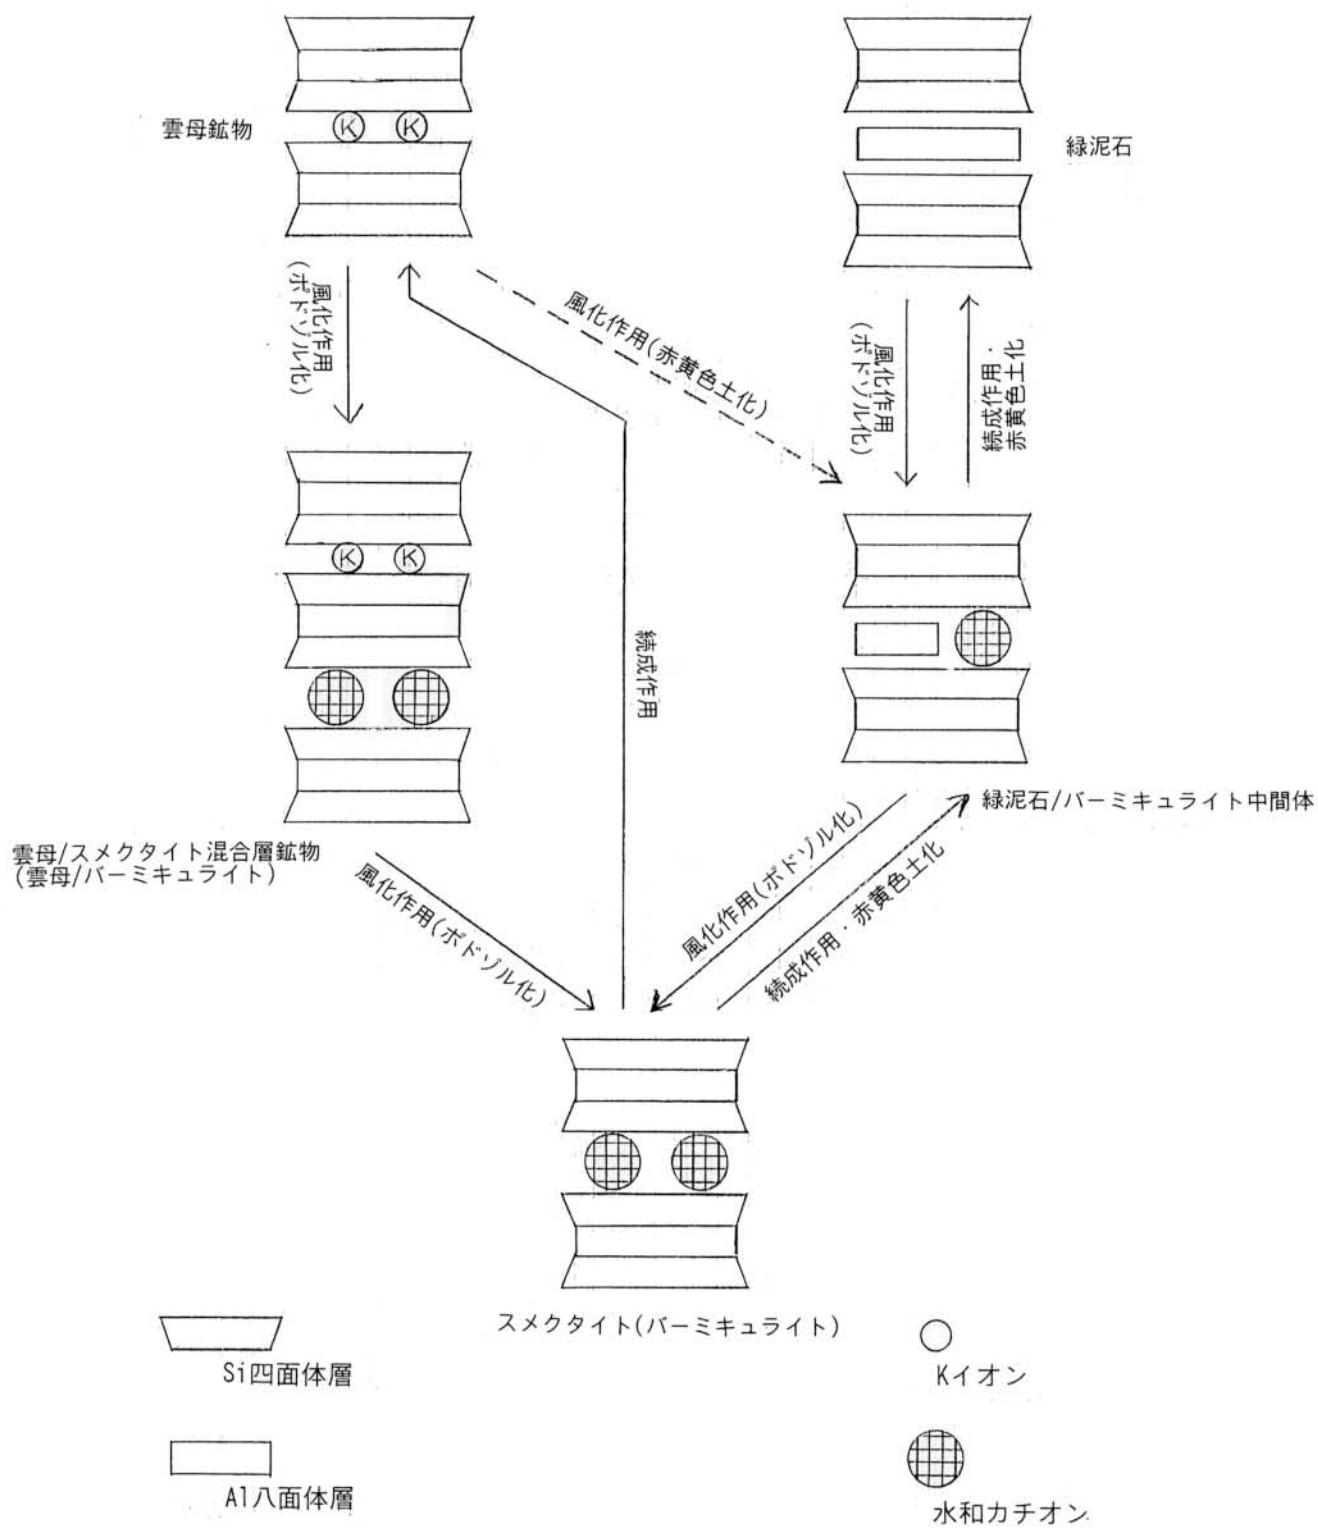 雲母鉱物
K K
緑泥石
風化作用
(ポドゾル化)
風化作用(赤黄色土化)
風化作用
(ポドゾル化)
続成作用・
赤黄色土化
K K
続成作用
雲母/スメクタイト混合層鉱物
(雲母/バーミキュライト)
緑泥石/バーミキュライト中間体
風化作用(ポドゾル化)
風化作用(ポドゾル化)
続成作用・赤黄色土化
スメクタイト(バーミキュライト)
Si四面体層
Kイオン
Al八面体層
水和カチオン